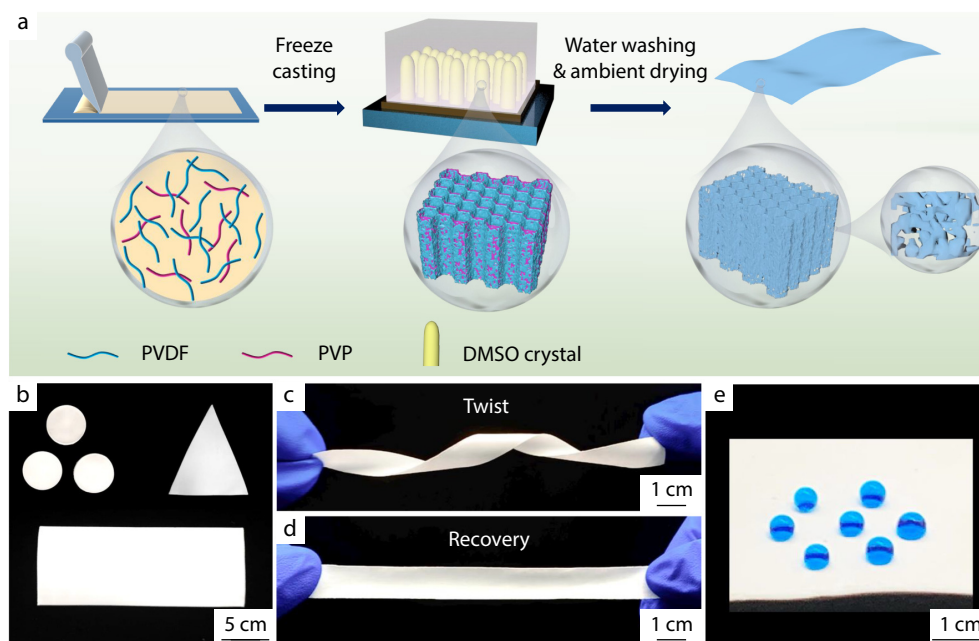 a
Freeze
casting
Water washing
& ambient drying
PVDF
PVP
DMSO crystal
b
5 cm
c
Twist
1 cm
d
Recovery
1 cm
e
1 cm